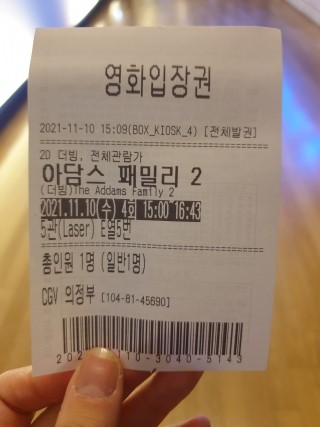 영화입장권
2021-11-10 15:09(BOX_KIOSK_4) [전체발권]
2D 더빙, 전체관람가
아담스 패밀리 2
(더빙)The Addams Family 2
2021.11.10(수) 4회 15:00 16:43
5관(Laser) E열5번
총인원 1명 (일반1명)
CGV 의정부 [104-81-45690]